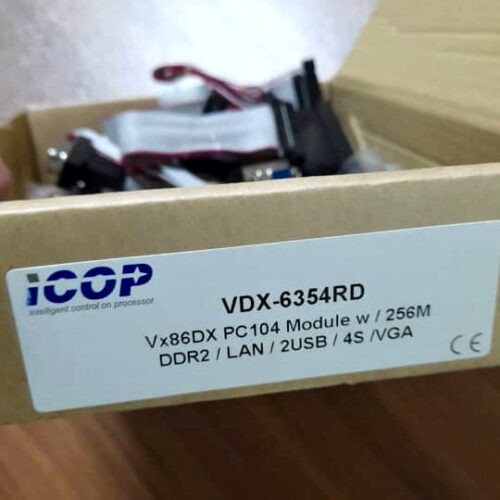 iCOP
intelligent control on processor
VDX-6354RD
Vx86DX PC104 Module w / 256M
DDR2 / LAN / 2USB / 4S /VGA
CE